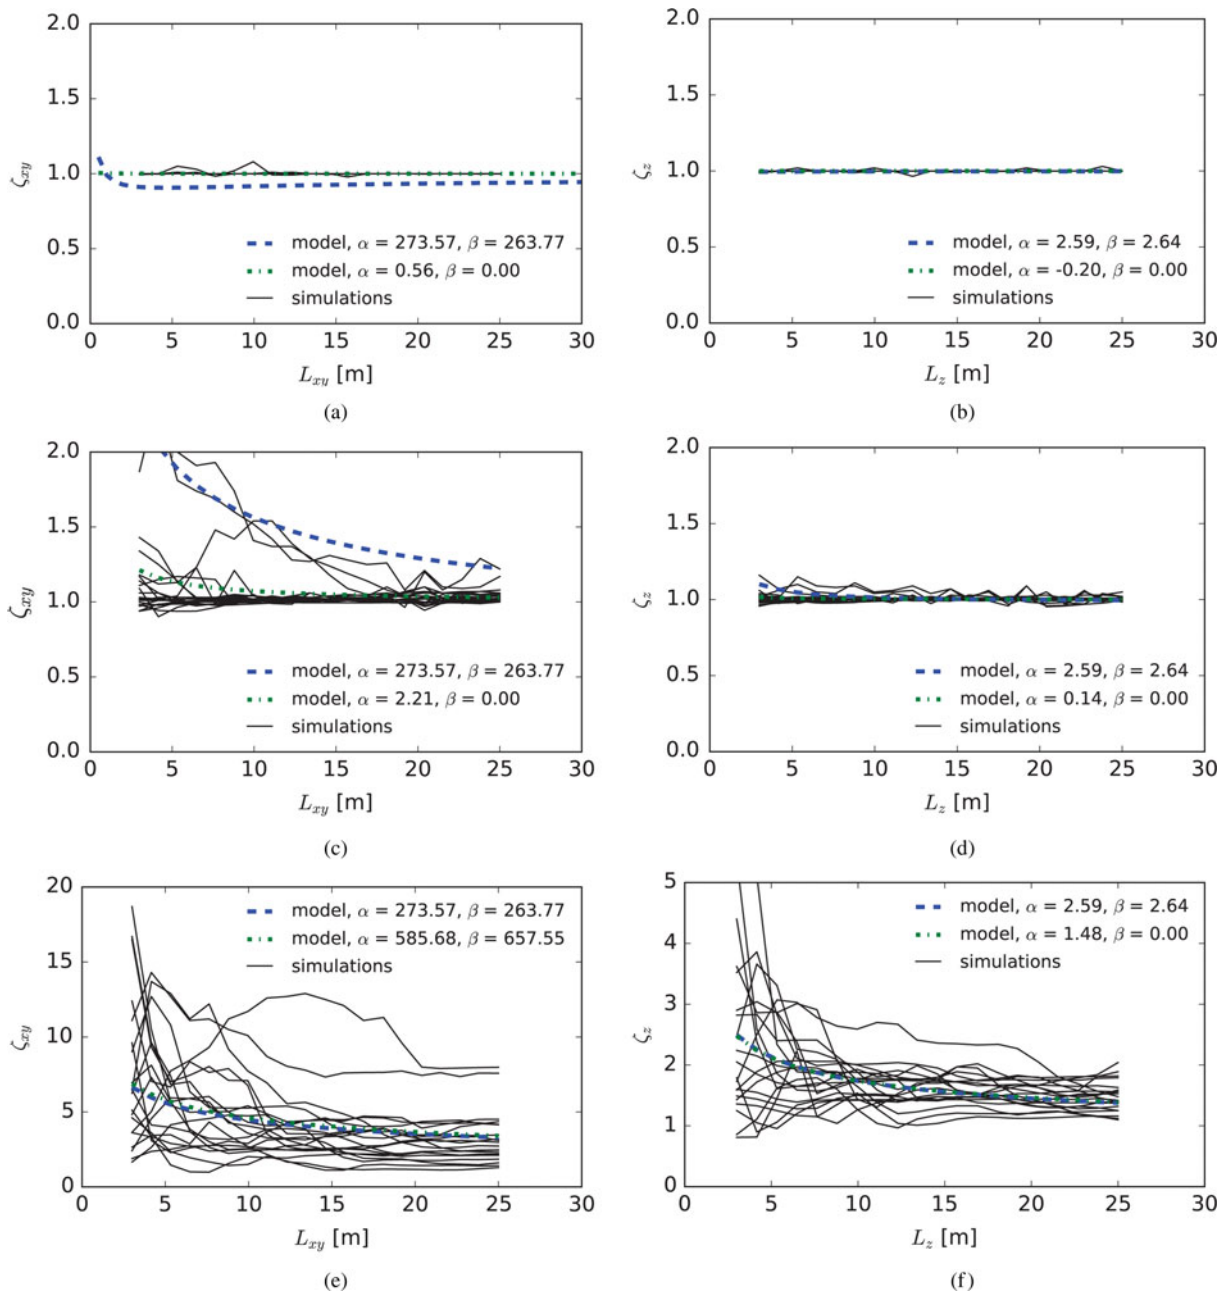 2.0
1.5
1.0
0.5
0.0
ζxy
model, α = 273.57, β = 263.77
model, α = 0.56, β = 0.00
simulations
0 5 10 15 20 25 30
Lxy [m]
(a)
2.0
1.5
1.0
0.5
0.0
ζz
model, α = 2.59, β = 2.64
model, α = -0.20, β = 0.00
simulations
0 5 10 15 20 25 30
Lz [m]
(b)
2.0
1.5
1.0
0.5
0.0
ζxy
model, α = 273.57, β = 263.77
model, α = 2.21, β = 0.00
simulations
0 5 10 15 20 25 30
Lxy [m]
(c)
2.0
1.5
1.0
0.5
0.0
ζz
model, α = 2.59, β = 2.64
model, α = 0.14, β = 0.00
simulations
0 5 10 15 20 25 30
Lz [m]
(d)
20
15
10
5
0
ζxy
model, α = 273.57, β = 263.77
model, α = 585.68, β = 657.55
simulations
0 5 10 15 20 25 30
Lxy [m]
(e)
5
4
3
2
1
0
ζz
model, α = 2.59, β = 2.64
model, α = 1.48, β = 0.00
simulations
0 5 10 15 20 25 30
Lz [m]
(f)